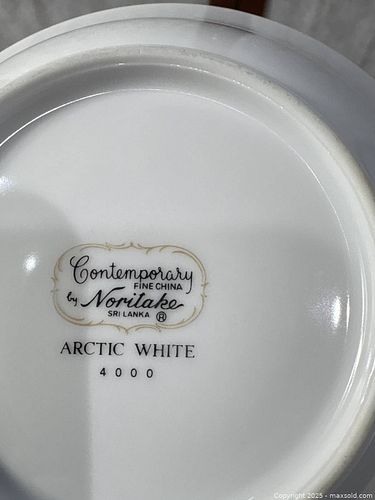 Contemporary
FINE CHINA
by Noritake
SRI LANKA ®
ARCTIC WHITE
4000
Copyright 2025 - maxsold.com